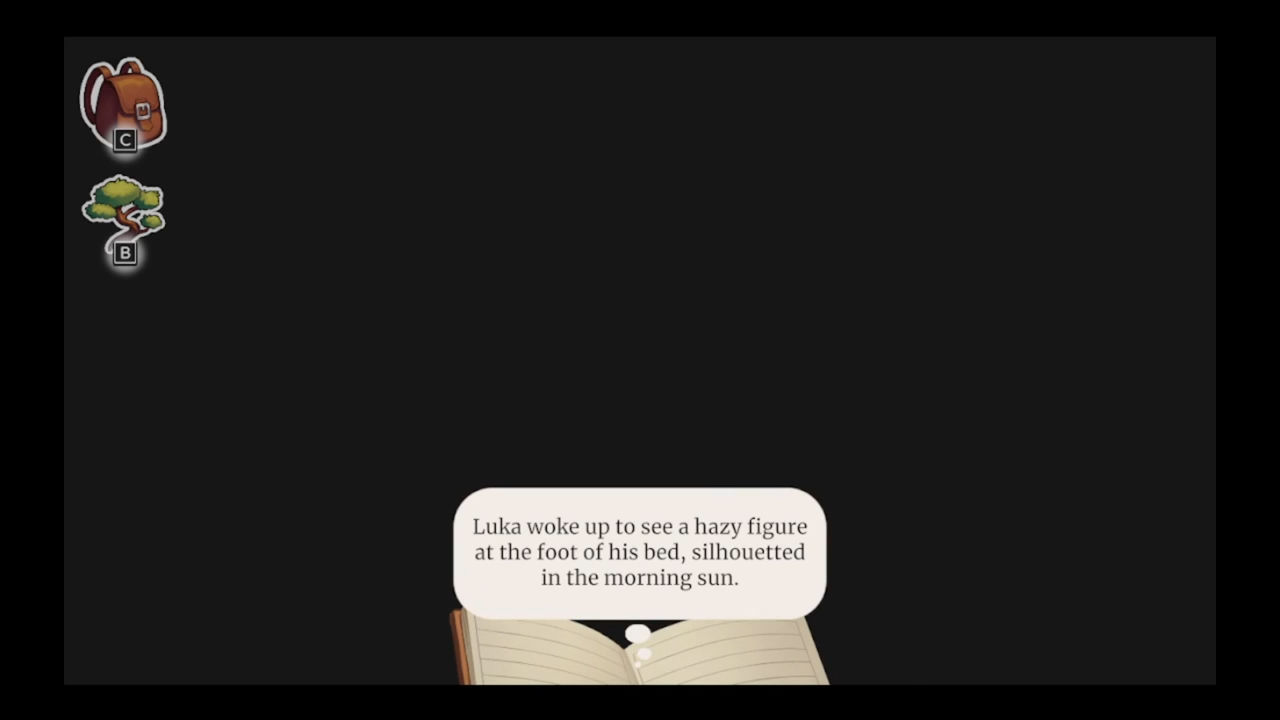 C
B
Luka woke up to see a hazy figure
at the foot of his bed, silhouetted
in the morning sun.